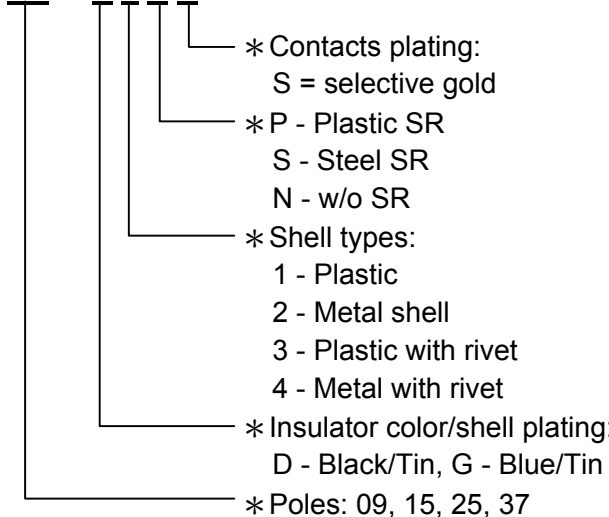 ∗ Contacts plating:
S = selective gold
∗ P - Plastic SR
S - Steel SR
N - w/o SR
∗ Shell types:
1 - Plastic
2 - Metal shell
3 - Plastic with rivet
4 - Metal with rivet
∗ Insulator color/shell plating:
D - Black/Tin, G - Blue/Tin
∗ Poles: 09, 15, 25, 37